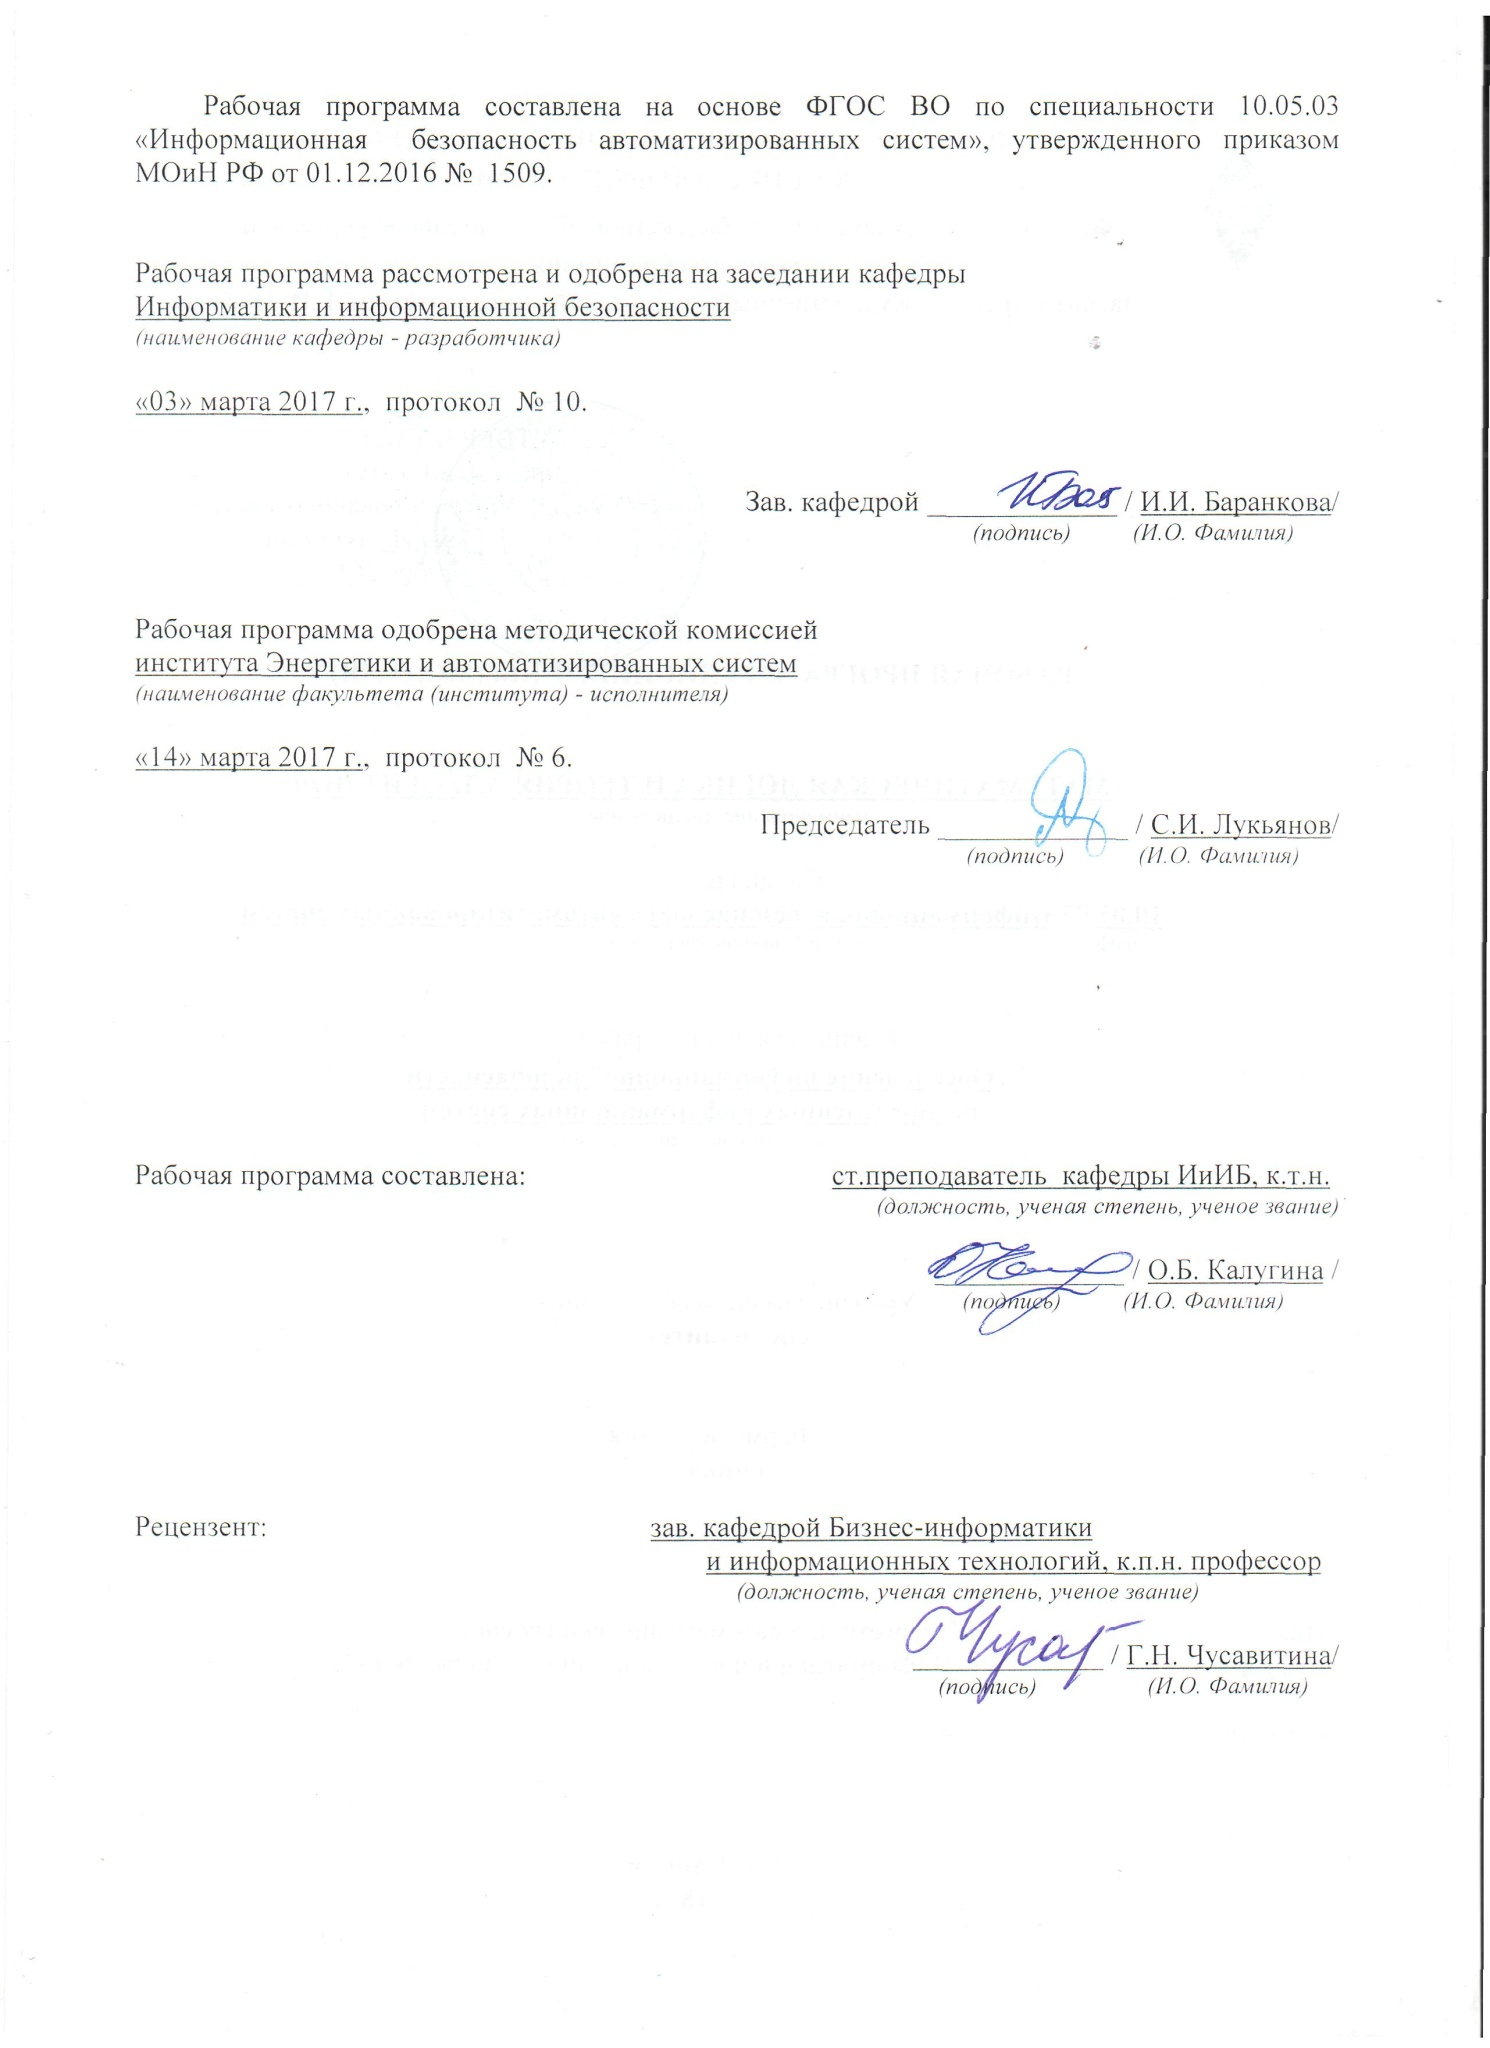 Рабочая программа составлена на основе ФГОС ВО по специальности 10.05.03
«Информационная безопасность автоматизированных систем», утвержденного приказом
МОиН РФ от 01.12.2016 № 1509.
Рабочая программа рассмотрена и одобрена на заседании кафедры
Информатики и информационной безопасности
(наименование кафедры - разработчика)
«03» марта 2017 г., протокол № 10.
Зав. кафедрой ______________ / И.И. Баранкова/
(подпись) (И.О. Фамилия)
Рабочая программа одобрена методической комиссией
института Энергетики и автоматизированных систем
(наименование факультета (института) - исполнителя)
«14» марта 2017 г., протокол № 6.
Председатель ______________ / С.И. Лукьянов/
(подпись) (И.О. Фамилия)
Рабочая программа составлена: ст.преподаватель кафедры ИиИБ, к.т.н.
(должность, ученая степень, ученое звание)
______________ / О.Б. Калугина /
(подпись) (И.О. Фамилия)
Рецензент: зав. кафедрой Бизнес-информатики
и информационных технологий, к.п.н. профессор
(должность, ученая степень, ученое звание)
______________ / Г.Н. Чусавитина/
(подпись) (И.О. Фамилия)